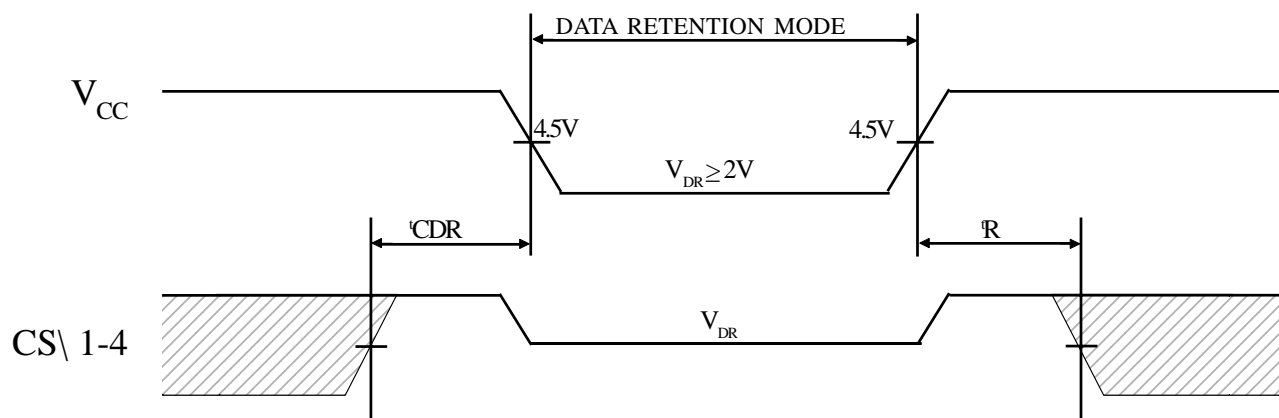 DATA RETENTION MODE
VCC
4.5V
4.5V
VDR ≥ 2V
tCDR
tR
CS\ 1-4
VDR